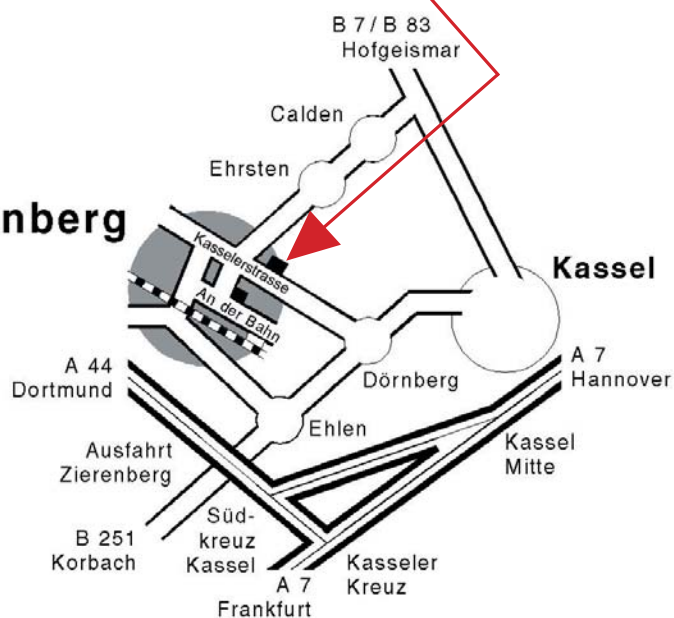 B 7 / B 83
Hofgeismar
Calden
Ehrsten
nberg
Kasselerstrasse
An der Bahn
Kassel
A 44
Dortmund
Dörnberg
A 7
Hannover
Ehlen
Ausfahrt
Zierenberg
Kassel
Mitte
B 251
Korbach
Süd-
kreuz
Kassel
Kasseler
Kreuz
A 7
Frankfurt